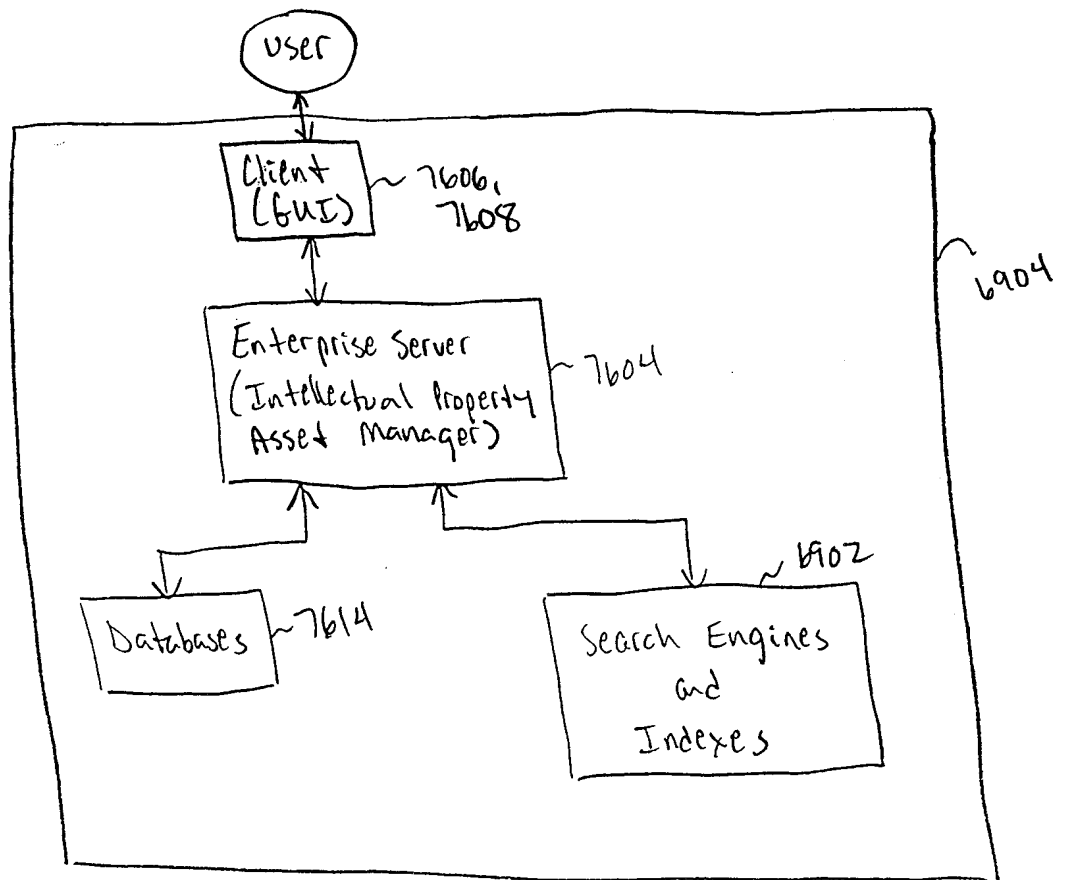 user
Client
(GUI)
7606,
7608
6904
Enterprise Server
(Intellectual Property
Asset Manager)
7604
Databases
7614
6902
Search Engines
and
Indexes